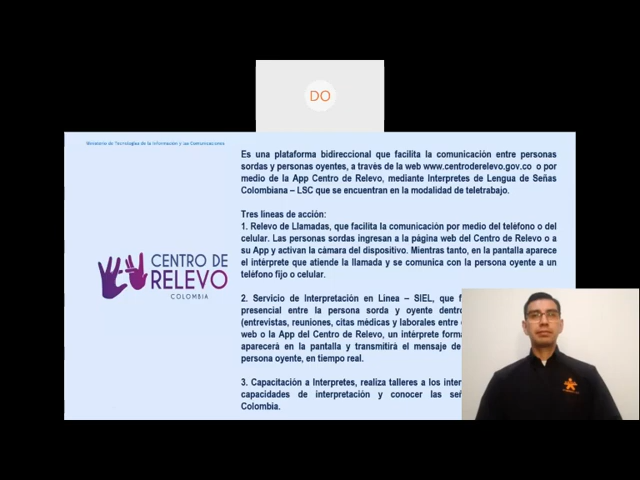 DO
Ministerio de Tecnologías de la Información y las Comunicaciones
Es una plataforma bidireccional que facilita la comunicación entre personas
sordas y personas oyentes, a través de la web www.centroderelevo.gov.co o por
medio de la App Centro de Relevo, mediante Interpretes de Lengua de Señas
Colombiana – LSC que se encuentran en la modalidad de teletrabajo.
Tres lineas de acción:
1. Relevo de Llamadas, que facilita la comunicación por medio del teléfono o del
celular. Las personas sordas ingresan a la página web del Centro de Relevo o a
su App y activan la cámara del dispositivo. Mientras tanto, en la pantalla aparece
el intérprete que atiende la llamada y se comunica con la persona oyente a un
teléfono fijo o celular.
CENTRO DE
RELEVO
COLOMBIA
2. Servicio de Interpretación en Línea – SIEL, que f
presencial entre la persona sorda y oyente dentro
(entrevistas, reuniones, citas médicas y laborales entre
web o la App del Centro de Relevo, un intérprete form
aparecerá en la pantalla y transmitirá el mensaje de
persona oyente, en tiempo real.
3. Capacitación a Interpretes, realiza talleres a los inter
capacidades de interpretación y conocer las señ
Colombia.